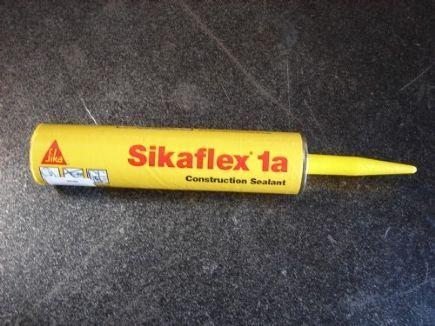 Sika
Sikaflex® 1a
Construction Sealant